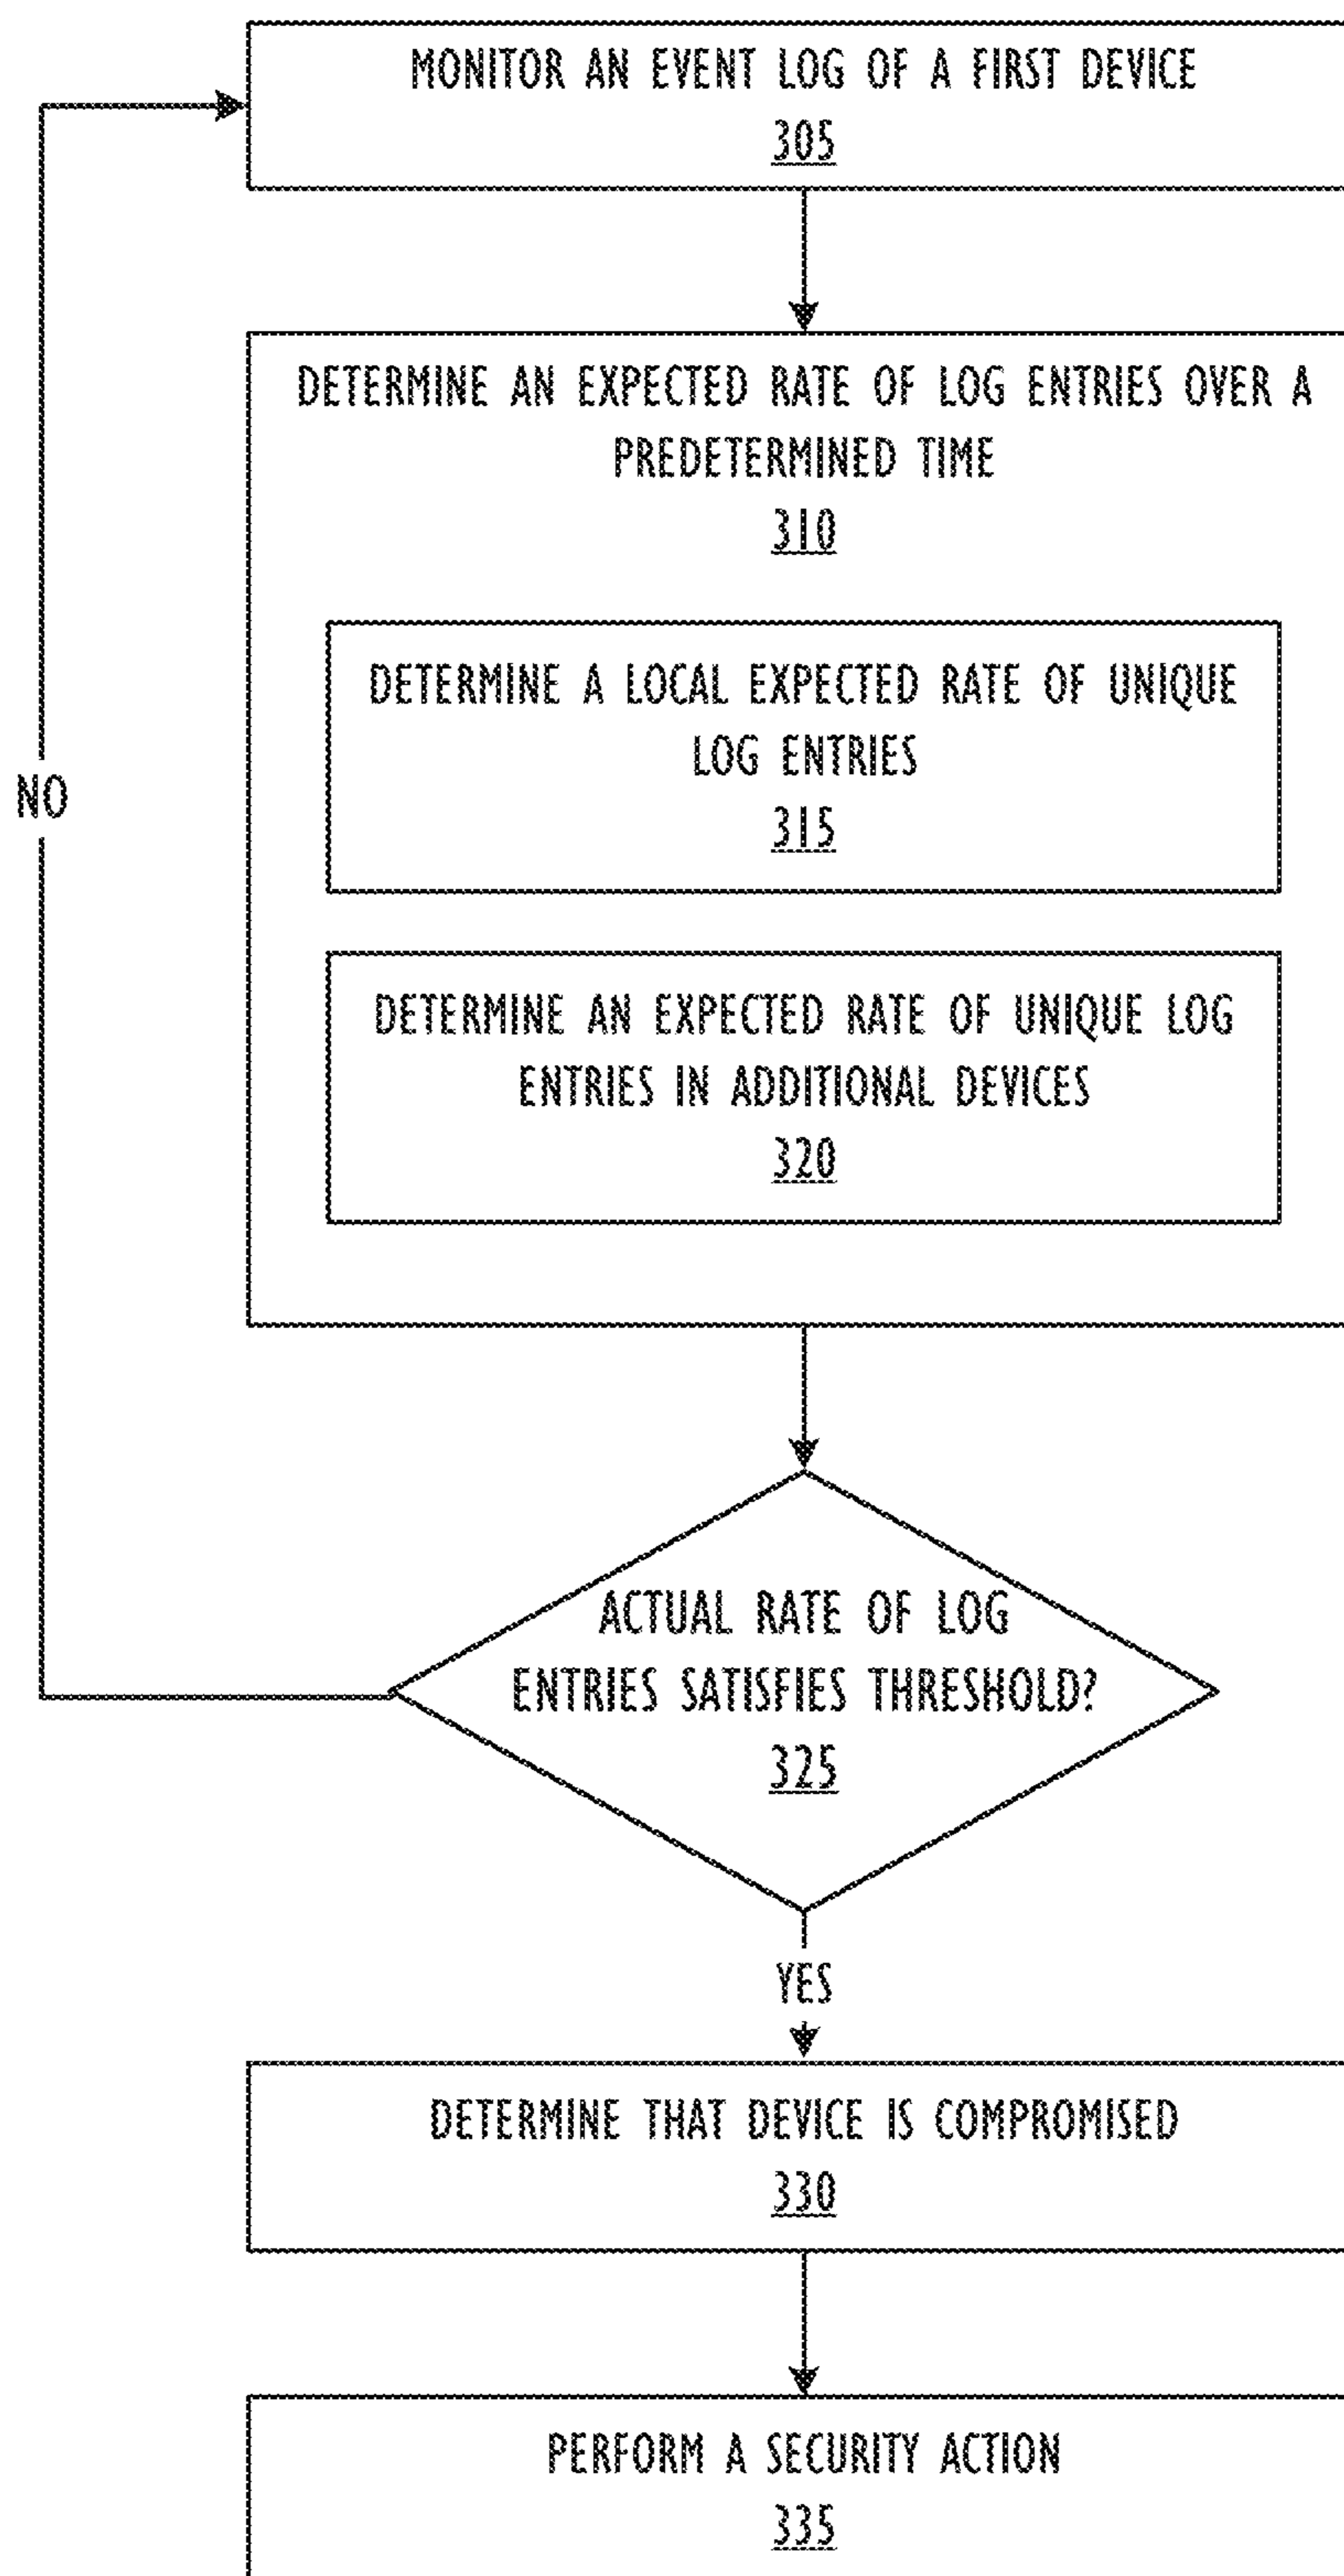 MONITOR AN EVENT LOG OF A FIRST DEVICE
305
DETERMINE AN EXPECTED RATE OF LOG ENTRIES OVER A
PREDETERMINED TIME
310
DETERMINE A LOCAL EXPECTED RATE OF UNIQUE
LOG ENTRIES
315
NO
DETERMINE AN EXPECTED RATE OF UNIQUE LOG
ENTRIES IN ADDITIONAL DEVICES
320
ACTUAL RATE OF LOG
ENTRIES SATISFIES THRESHOLD?
325
YES
DETERMINE THAT DEVICE IS COMPROMISED
330
PERFORM A SECURITY ACTION
335